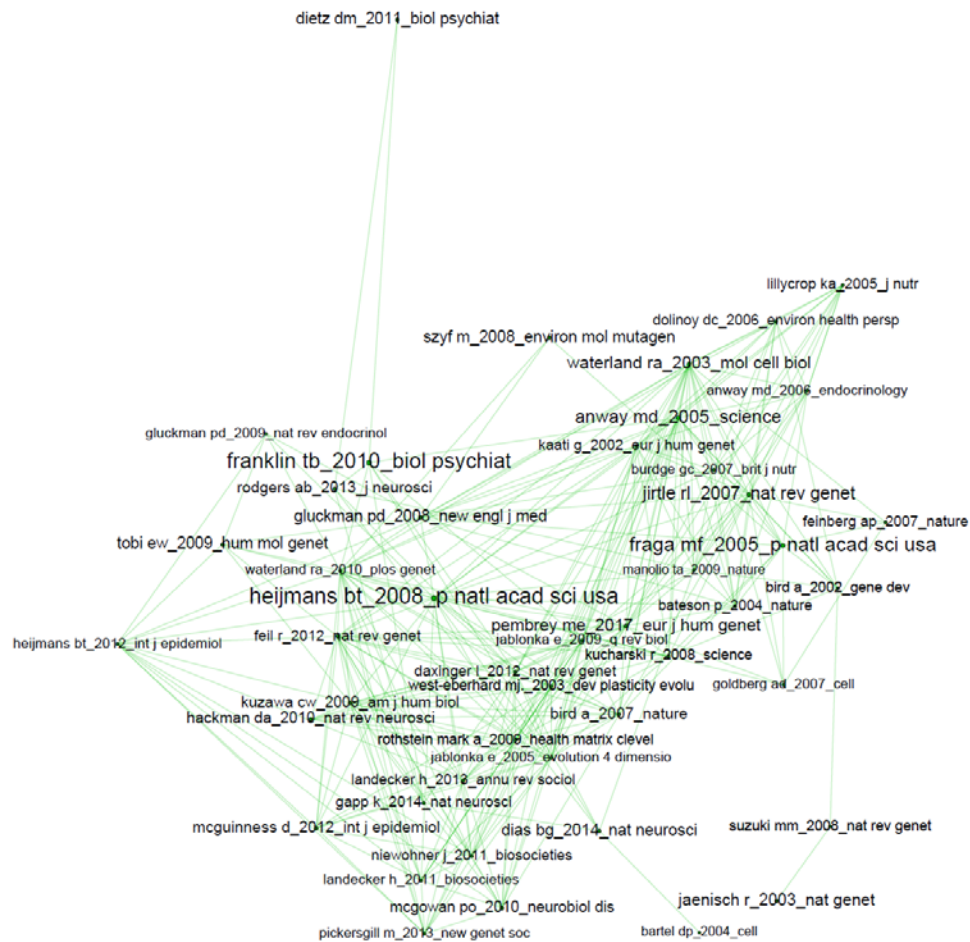 dietz dm_2011_biol psychiat
lillycrop ka_2005_j nutr
dolinoy dc_2006_environ health persp
szyf m_2008_environ mol mutagen
waterland ra_2003_mol cell biol
anway md_2006_endocrinology
anway md_2005_science
gluckman pd_2009_nat rev endocrinol
kaati g_2002_eur j hum genet
franklin tb_2010_biol psychiat
burdge gc_2007_brit j nutr
rodgers ab_2013_j neurosci
jirtle rl_2007_nat rev genet
gluckman pd_2008_new engl j med
feinberg ap_2007_nature
tobi ew_2009_hum mol genet
fraga mf_2005_p natl acad sci usa
waterland ra_2010_plos genet
manolio ta_2009_nature
bird a_2002_gene dev
heijmans bt_2008_p natl acad sci usa
bateson p_2004_nature
pembrey me_2017_eur j hum genet
feil r_2012_nat rev genet
jablonka e_2009_q rev biol
heijmans bt_2012_int j epidemiol
kucharski r_2008_science
daxinger l_2012_nat rev genet
west-eberhard mj._2003_dev plasticity evolu
goldberg ad_2007_cell
kuzawa cw_2009_am j hum biol
hackman da_2010_nat rev neurosci
bird a_2007_nature
rothstein mark a_2009_health matrix clevel
jablonka e_2005_evolution 4 dimensio
landecker h_2013_annu rev sociol
gapp k_2014_nat neurosci
mcguinness d_2012_int j epidemiol
dias bg_2014_nat neurosci
suzuki mm_2008_nat rev genet
niewohner j_2011_biosocieties
landecker h_2011_biosocieties
jaenisch r_2003_nat genet
mcgowan po_2010_neurobiol dis
pickersgill m_2013_new genet soc
bartel dp_2004_cell